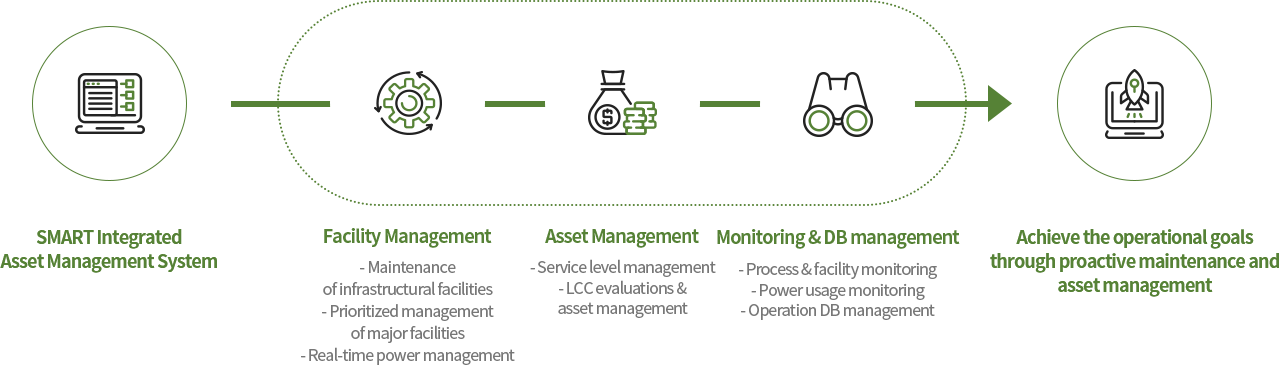 SMART Integrated
Asset Management System
Facility Management
- Maintenance
of infrastructural facilities
- Prioritized management
of major facilities
- Real-time power management
$
Asset Management
- Service level management
- LCC evaluations &
asset management
Monitoring & DB management
- Process & facility monitoring
- Power usage monitoring
- Operation DB management
Achieve the operational goals
through proactive maintenance and
asset management